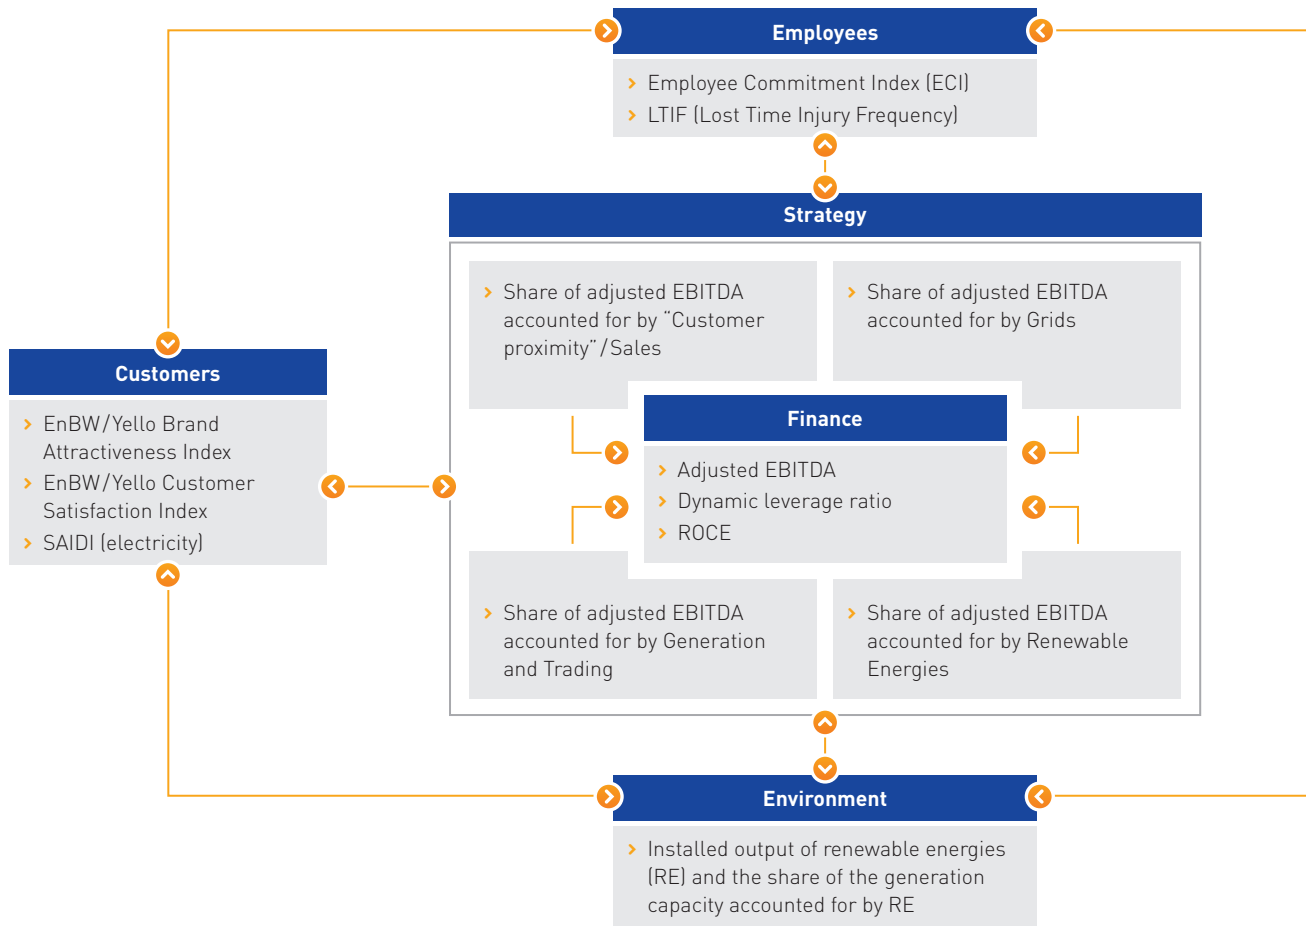 Employees
Employee Commitment Index (ECI)
LTIF (Lost Time Injury Frequency)
Strategy
Share of adjusted EBITDA
accounted for by “Customer
proximity”/Sales
Share of adjusted EBITDA
accounted for by Grids
Customers
EnBW/Yello Brand
Attractiveness Index
EnBW/Yello Customer
Satisfaction Index
SAIDI (electricity)
Finance
Adjusted EBITDA
Dynamic leverage ratio
ROCE
Share of adjusted EBITDA
accounted for by Generation
and Trading
Share of adjusted EBITDA
accounted for by Renewable
Energies
Environment
Installed output of renewable energies
(RE) and the share of the generation
capacity accounted for by RE